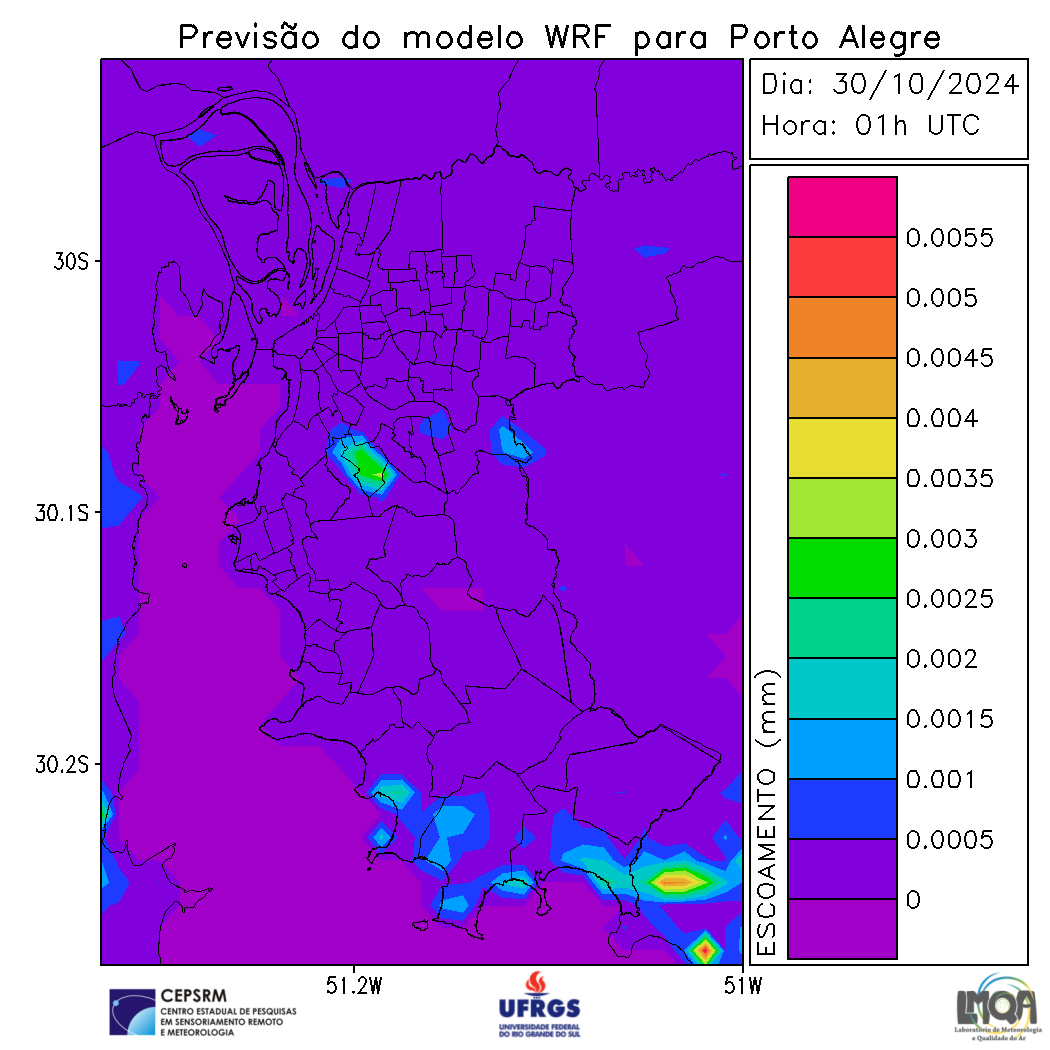 Previsão do modelo WRF para Porto Alegre
Dia: 30/10/2024
Hora: 01h UTC
30S
30.1S
30.2S
51.2W
51W
ESCOAMENTO (mm)
0.0055
0.005
0.0045
0.004
0.0035
0.003
0.0025
0.002
0.0015
0.001
0.0005
0
CEPSRM
CENTRO ESTADUAL DE PESQUISAS
EM SENSORIAMENTO REMOTO
E METEOROLOGIA
UFRGS
UNIVERSIDADE FEDERAL
DO RIO GRANDE DO SUL
LMQA
Laboratório de Meteorologia
e Qualidade do Ar